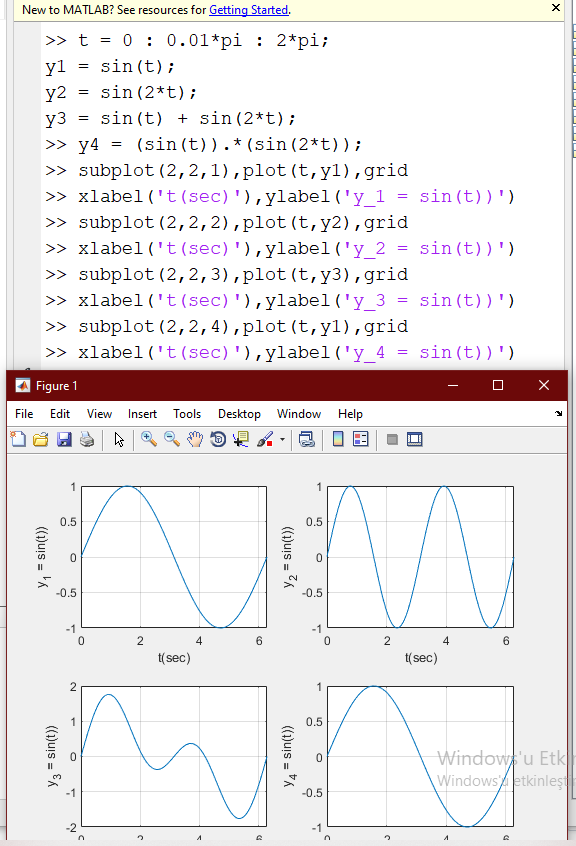 New to MATLAB? See resources for Getting Started.
>> t = 0 : 0.01*pi : 2*pi;
y1 = sin(t);
y2 = sin(2*t);
y3 = sin(t) + sin(2*t);
>> y4 = (sin(t)).*(sin(2*t));
>> subplot(2,2,1),plot(t,y1),grid
>> xlabel('t(sec)'),ylabel('y_1 = sin(t))')
>> subplot(2,2,2),plot(t,y2),grid
>> xlabel('t(sec)'),ylabel('y_2 = sin(t))')
>> subplot(2,2,3),plot(t,y3),grid
>> xlabel('t(sec)'),ylabel('y_3 = sin(t))')
>> subplot(2,2,4),plot(t,y1),grid
>> xlabel('t(sec)'),ylabel('y_4 = sin(t))')
Figure 1
File Edit View Insert Tools Desktop Window Help
y₁ = sin(t))
1
0.5
0
-0.5
-1
0 2 4 6
t(sec)
y₂ = sin(t))
1
0.5
0
-0.5
-1
0 2 4 6
t(sec)
y₃ = sin(t))
2
1
0
-1
-2
0 2 4 6
y₄ = sin(t))
1
0.5
0
-0.5
-1
0 2 4 6
Windows'u Etki
Windows'u etkinleştir